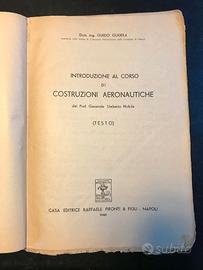 Dott. ing. GUIDO GUERRA
INTRODUZIONE AL CORSO
DI
COSTRUZIONI AERONAUTICHE
del Prof. Generale Umberto Nobile
(TESTO)
CASA EDITRICE RAFFAELE PIRONTI & FIGLI - NAPOLI
subito